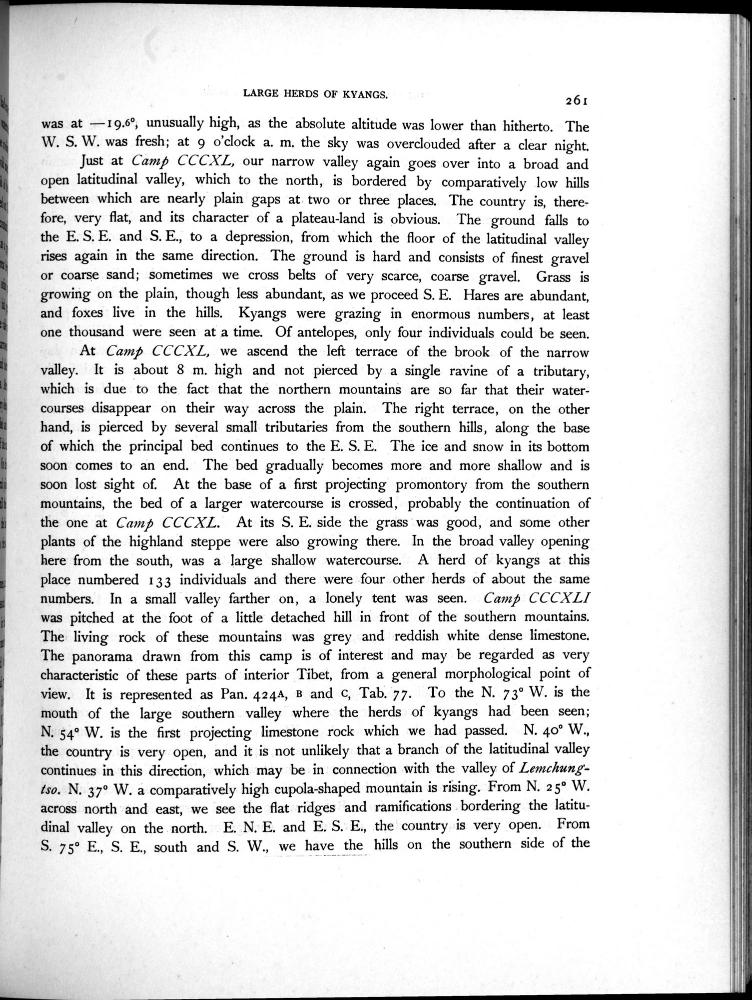 LARGE HERDS OF KYANGS.
261
was at —19.6°, unusually high, as the absolute altitude was lower than hitherto. The
W. S. W. was fresh; at 9 o'clock a. m. the sky was overclouded after a clear night.
Just at Camp CCCXL, our narrow valley again goes over into a broad and
open latitudinal valley, which to the north, is bordered by comparatively low hills
between which are nearly plain gaps at two or three places. The country is, there-
fore, very flat, and its character of a plateau-land is obvious. The ground falls to
the E. S. E. and S. E., to a depression, from which the floor of the latitudinal valley
rises again in the same direction. The ground is hard and consists of finest gravel
or coarse sand; sometimes we cross belts of very scarce, coarse gravel. Grass is
growing on the plain, though less abundant, as we proceed S. E. Hares are abundant,
and foxes live in the hills. Kyangs were grazing in enormous numbers, at least
one thousand were seen at a time. Of antelopes, only four individuals could be seen.
At Camp CCCXL, we ascend the left terrace of the brook of the narrow
valley. It is about 8 m. high and not pierced by a single ravine of a tributary,
which is due to the fact that the northern mountains are so far that their water-
courses disappear on their way across the plain. The right terrace, on the other
hand, is pierced by several small tributaries from the southern hills, along the base
of which the principal bed continues to the E. S. E. The ice and snow in its bottom
soon comes to an end. The bed gradually becomes more and more shallow and is
soon lost sight of. At the base of a first projecting promontory from the southern
mountains, the bed of a larger watercourse is crossed, probably the continuation of
the one at Camp CCCXL. At its S. E. side the grass was good, and some other
plants of the highland steppe were also growing there. In the broad valley opening
here from the south, was a large shallow watercourse. A herd of kyangs at this
place numbered 133 individuals and there were four other herds of about the same
numbers. In a small valley farther on, a lonely tent was seen. Camp CCCXLI
was pitched at the foot of a little detached hill in front of the southern mountains.
The living rock of these mountains was grey and reddish white dense limestone.
The panorama drawn from this camp is of interest and may be regarded as very
characteristic of these parts of interior Tibet, from a general morphological point of
view. It is represented as Pan. 424A, B and C, Tab. 77. To the N. 73° W. is the
mouth of the large southern valley where the herds of kyangs had been seen;
N. 54° W. is the first projecting limestone rock which we had passed. N. 40° W.,
the country is very open, and it is not unlikely that a branch of the latitudinal valley
continues in this direction, which may be in connection with the valley of Lemchung-
tso. N. 37° W. a comparatively high cupola-shaped mountain is rising. From N. 25° W.
across north and east, we see the flat ridges and ramifications bordering the latitu-
dinal valley on the north. E. N. E. and E. S. E., the country is very open. From
S. 75° E., S. E., south and S. W., we have the hills on the southern side of the